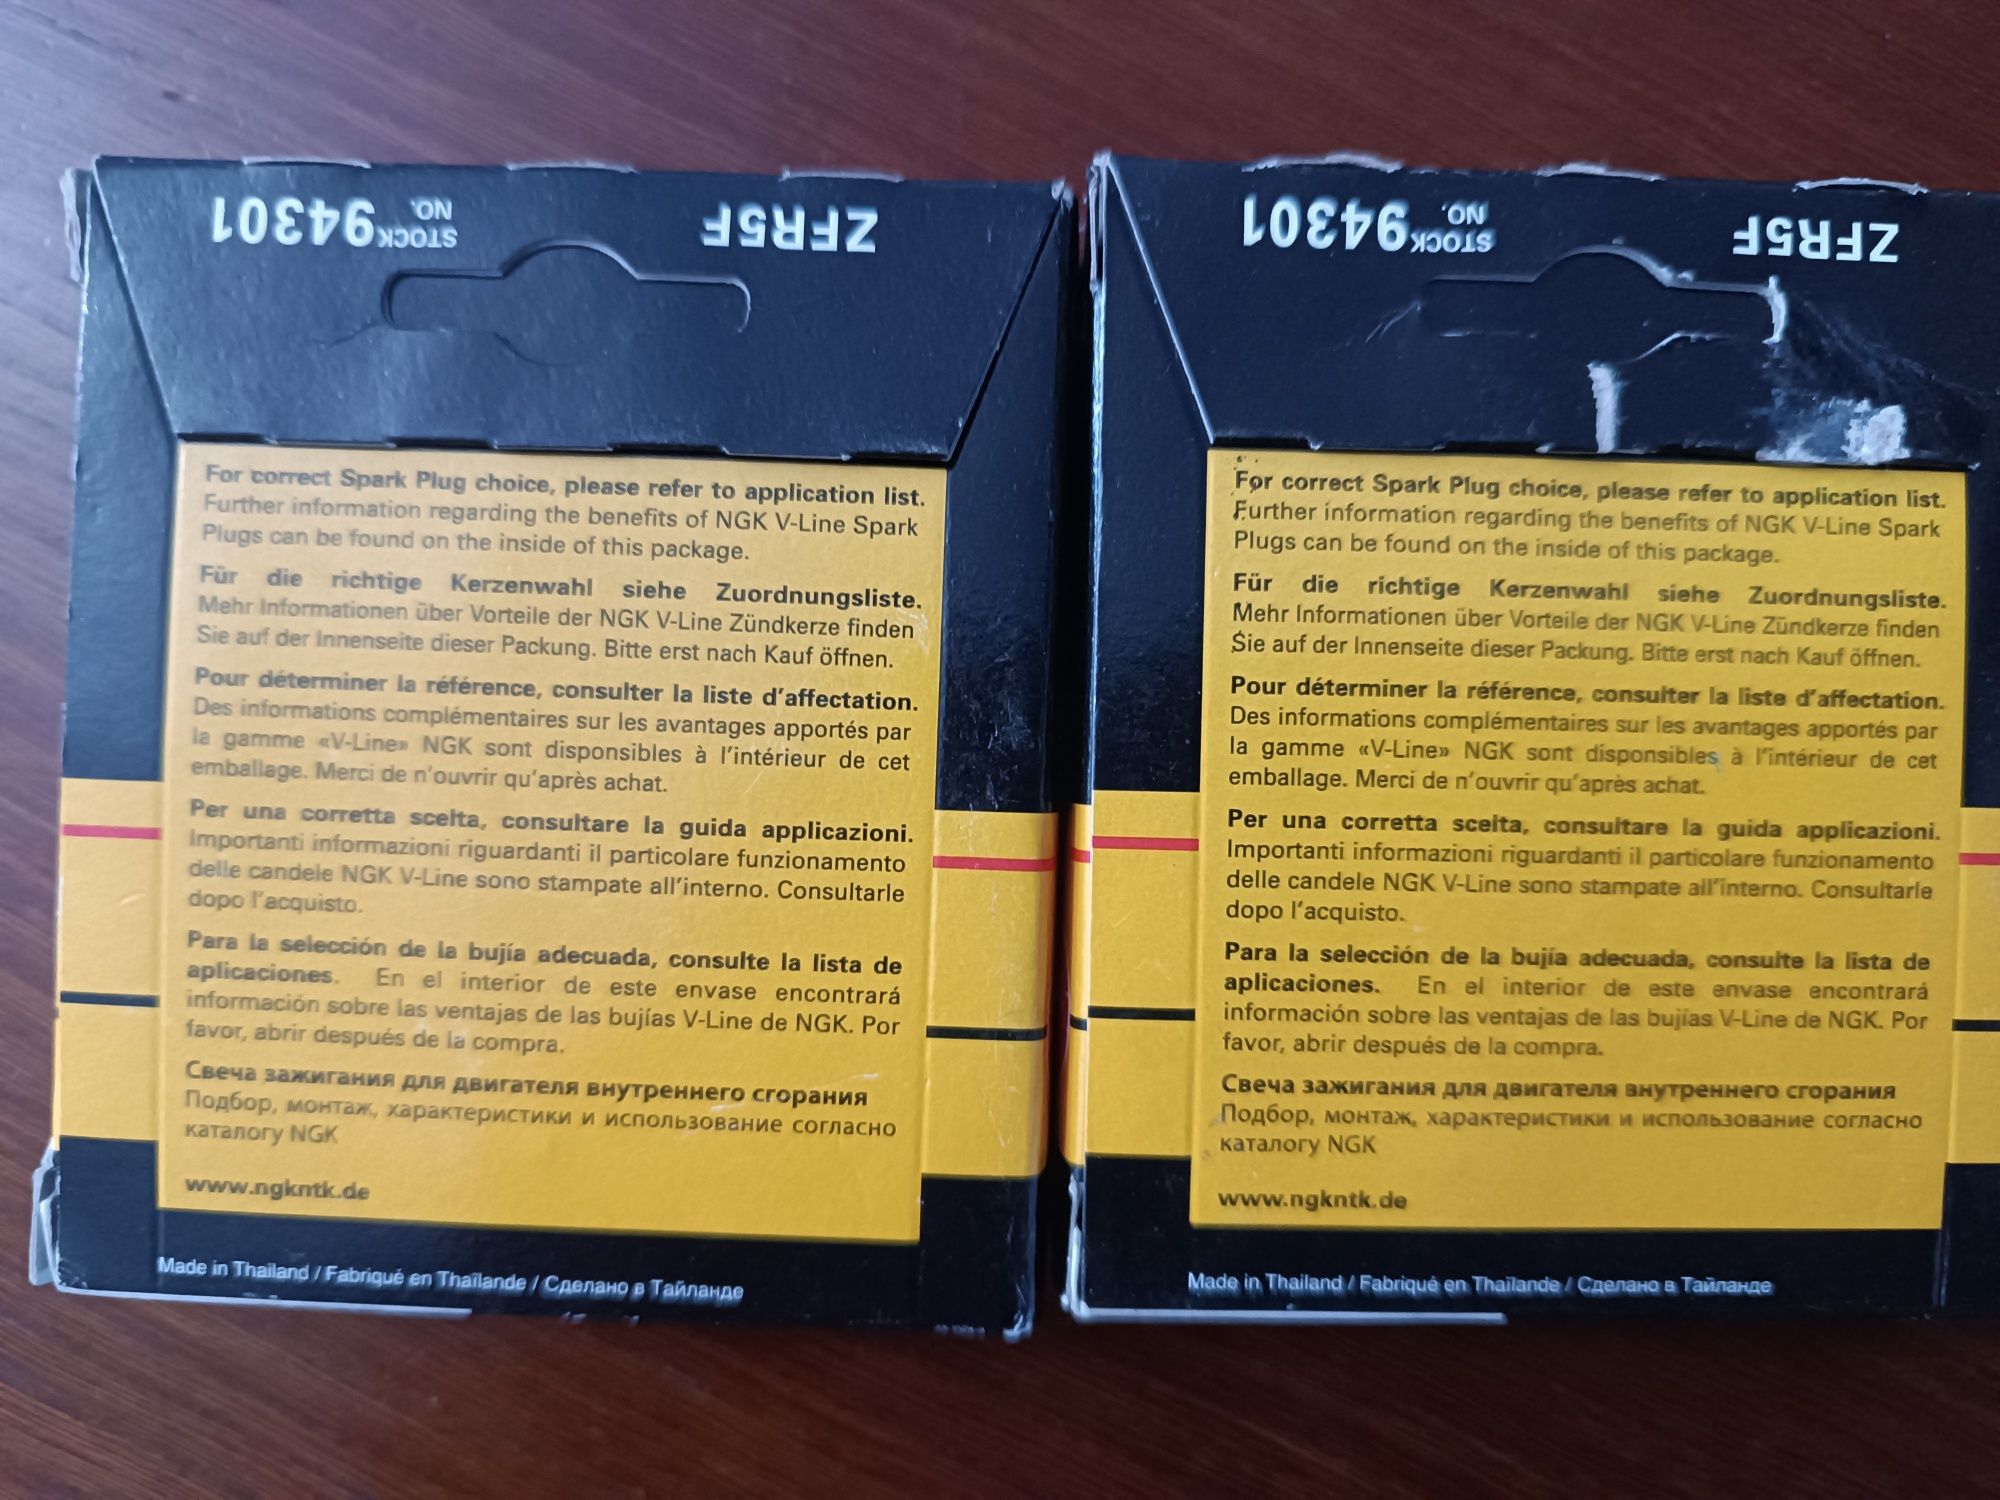 ZFR5F STOCK NO. 94301
For correct Spark Plug choice, please refer to application list.
Further information regarding the benefits of NGK V-Line Spark
Plugs can be found on the inside of this package.
Für die richtige Kerzenwahl siehe Zuordnungsliste.
Mehr Informationen über Vorteile der NGK V-Line Zündkerze finden
Sie auf der Innenseite dieser Packung. Bitte erst nach Kauf öffnen.
Pour déterminer la référence, consulter la liste d'affectation.
Des informations complémentaires sur les avantages apportés par
la gamme «V-Line» NGK sont disponsibles à l'intérieur de cet
emballage. Merci de n'ouvrir qu'après achat.
Per una corretta scelta, consultare la guida applicazioni.
Importanti informazioni riguardanti il particolare funzionamento
delle candele NGK V-Line sono stampate all'interno. Consultarle
dopo l'acquisto.
Para la selección de la bujía adecuada, consulte la lista de
aplicaciones. En el interior de este envase encontrará
información sobre las ventajas de las bujías V-Line de NGK. Por
favor, abrir después de la compra.
Свеча зажигания для двигателя внутреннего сгорания
Подбор, монтаж, характеристики и использование согласно
каталогу NGK
www.ngkntk.de
Made in Thailand / Fabriqué en Thaïlande / Сделано в Тайланде
ZFR5F STOCK NO. 94301
For correct Spark Plug choice, please refer to application list.
Further information regarding the benefits of NGK V-Line Spark
Plugs can be found on the inside of this package.
Für die richtige Kerzenwahl siehe Zuordnungsliste.
Mehr Informationen über Vorteile der NGK V-Line Zündkerze finden
Sie auf der Innenseite dieser Packung. Bitte erst nach Kauf öffnen.
Pour déterminer la référence, consulter la liste d'affectation.
Des informations complémentaires sur les avantages apportés par
la gamme «V-Line» NGK sont disponsibles à l'intérieur de cet
emballage. Merci de n'ouvrir qu'après achat.
Per una corretta scelta, consultare la guida applicazioni.
Importanti informazioni riguardanti il particolare funzionamento
delle candele NGK V-Line sono stampate all'interno. Consultarle
dopo l'acquisto.
Para la selección de la bujía adecuada, consulte la lista de
aplicaciones. En el interior de este envase encontrará
información sobre las ventajas de las bujías V-Line de NGK. Por
favor, abrir después de la compra.
Свеча зажигания для двигателя внутреннего сгорания
Подбор, монтаж, характеристики и использование согласно
каталогу NGK
www.ngkntk.de
Made in Thailand / Fabriqué en Thaïlande / Сделано в Тайланде